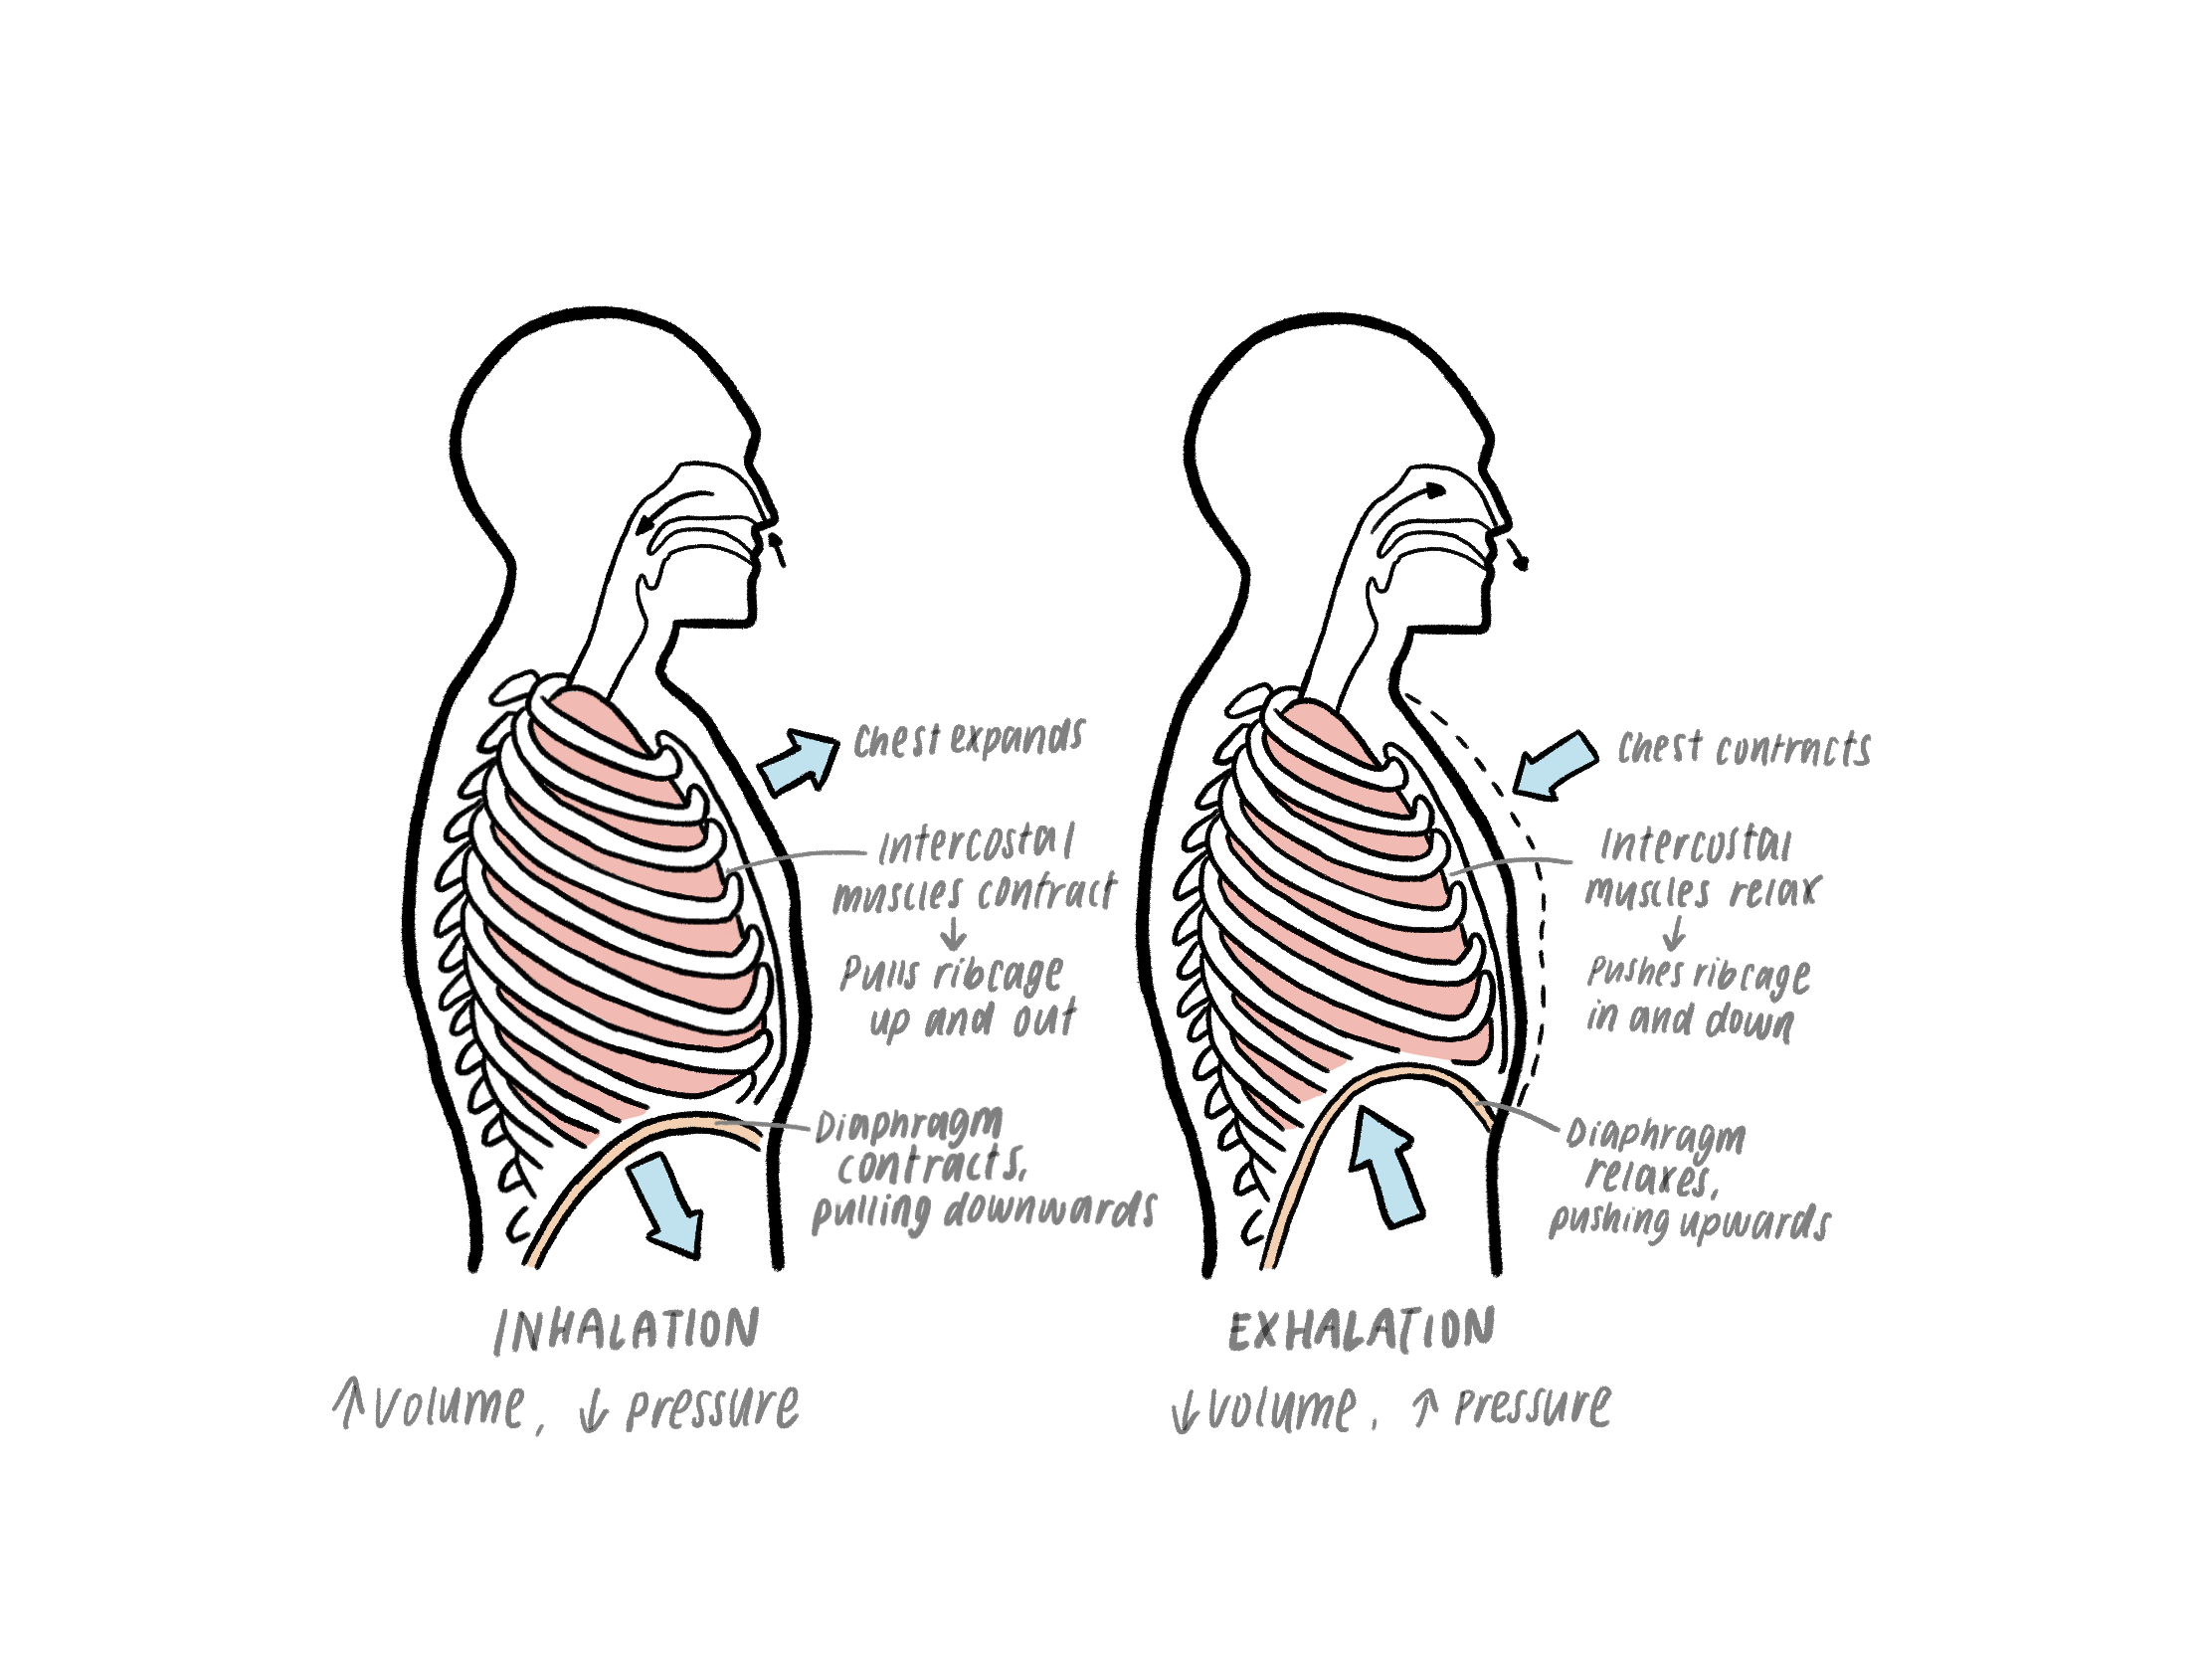 Chest expands
Intercostal
muscles contract
↓
Pulls ribcage
up and out
Diaphragm
contracts,
pulling downwards
INHALATION
↑ Volume, ↓ pressure
Chest contracts
Intercostal
muscles relax
↓
Pushes ribcage
in and down
Diaphragm
relaxes,
pushing upwards
EXHALATION
↓ volume, ↑ pressure